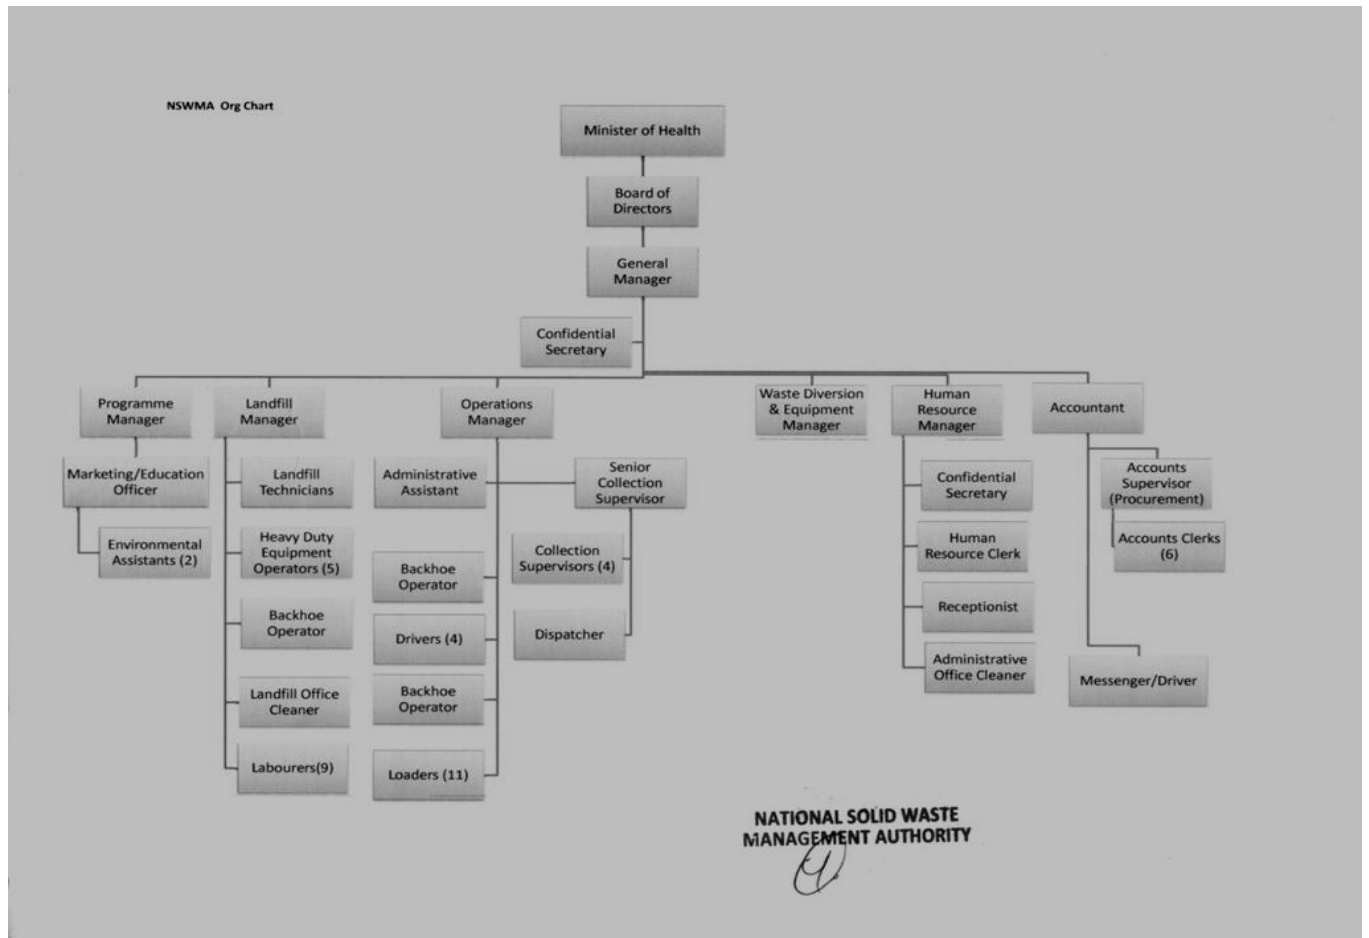 NSWMA Org Chart
Minister of Health
Board of
Directors
General
Manager
Confidential
Secretary
Programme
Manager
Landfill
Manager
Operations
Manager
Waste Diversion
& Equipment
Manager
Human
Resource
Manager
Accountant
Marketing/Education
Officer
Environmental
Assistants (2)
Landfill
Technicians
Heavy Duty
Equipment
Operators (5)
Backhoe
Operator
Landfill Office
Cleaner
Labourers(9)
Administrative
Assistant
Backhoe
Operator
Drivers (4)
Backhoe
Operator
Loaders (11)
Senior
Collection
Supervisor
Collection
Supervisors (4)
Dispatcher
Confidential
Secretary
Human
Resource Clerk
Receptionist
Administrative
Office Cleaner
Accounts
Supervisor
(Procurement)
Accounts Clerks
(6)
Messenger/Driver
NATIONAL SOLID WASTE
MANAGEMENT AUTHORITY